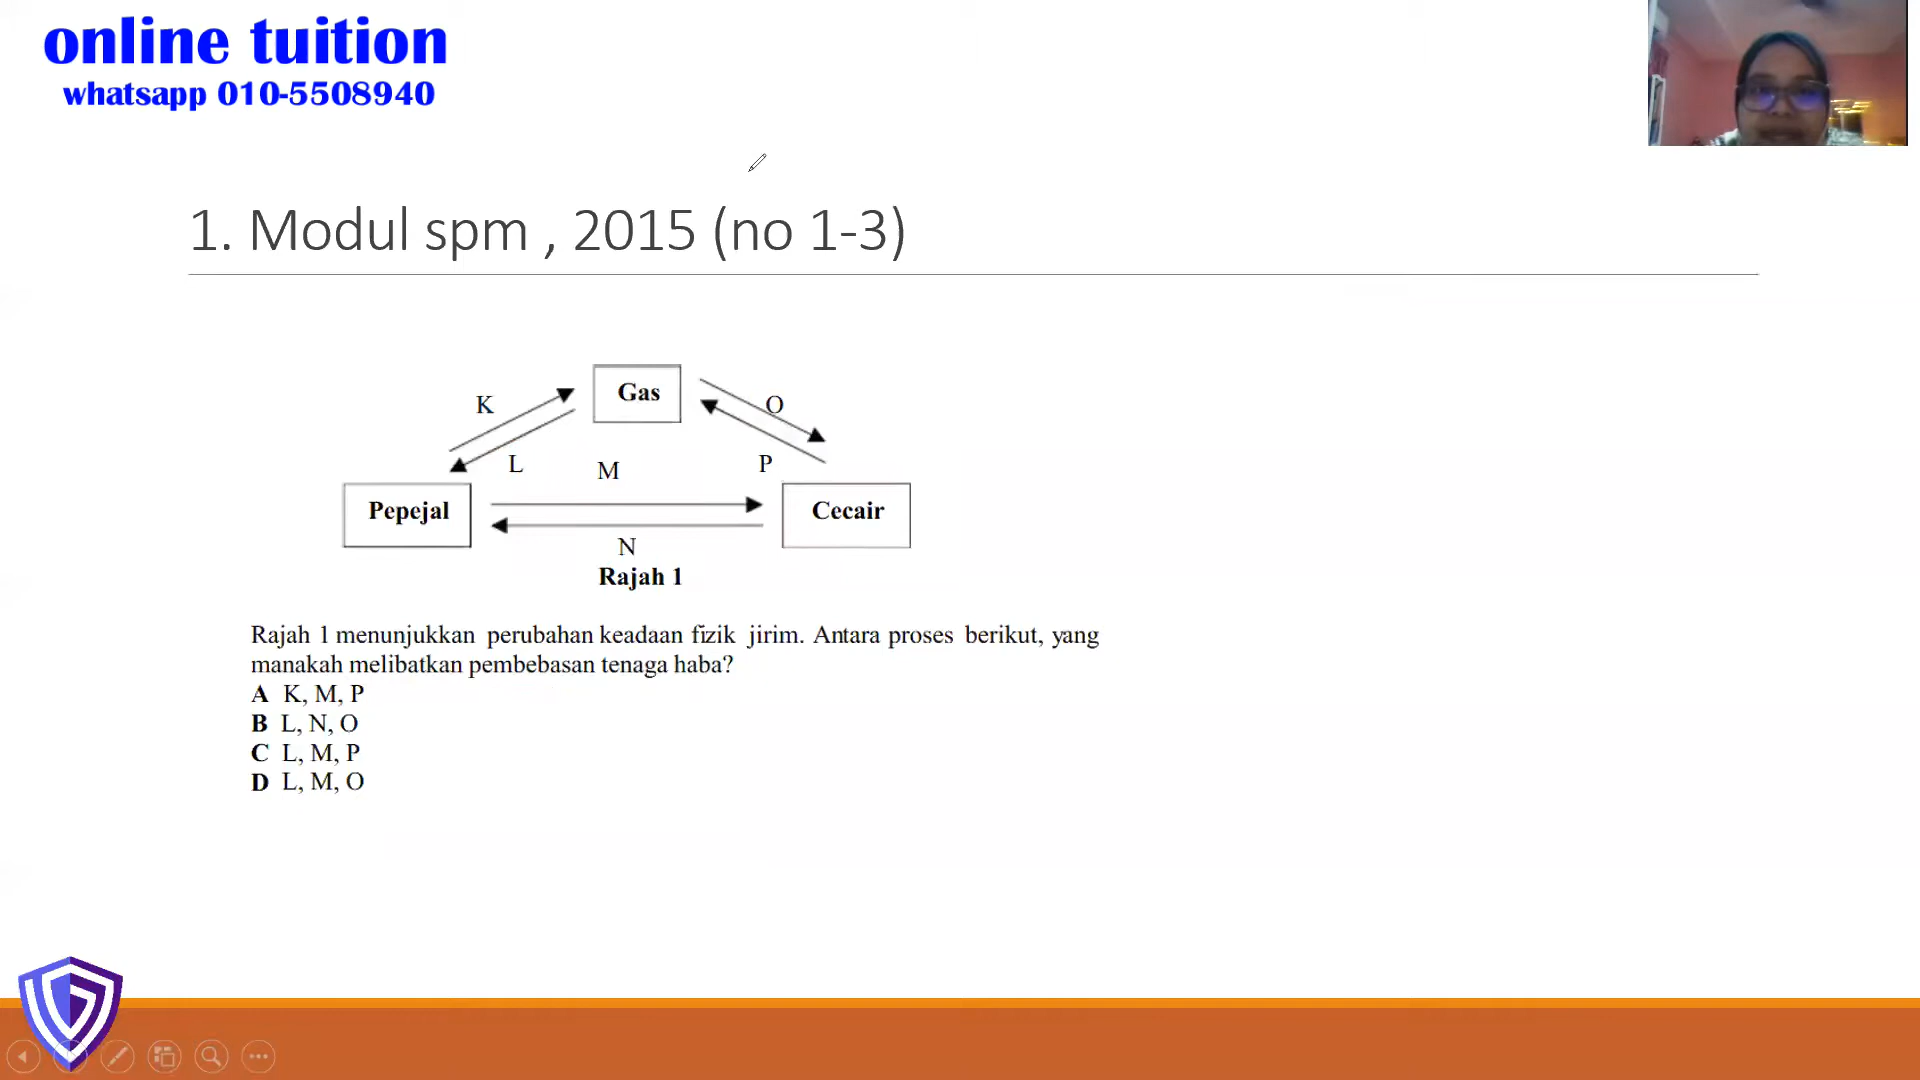 online tuition
whatsapp 010-5508940
1. Modul spm , 2015 (no 1-3)
Gas
K
O
L
M
P
Pepejal
Cecair
N
Rajah 1
Rajah 1 menunjukkan perubahan keadaan fizik jirim. Antara proses berikut, yang
manakah melibatkan pembebasan tenaga haba?
A K, M, P
B L, N, O
C L, M, P
D L, M, O